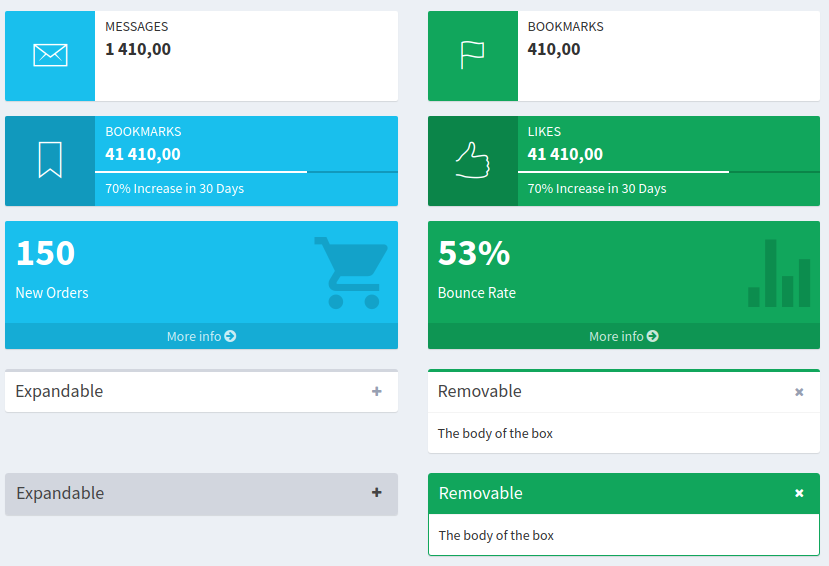 MESSAGES
1 410,00
BOOKMARKS
410,00
BOOKMARKS
41 410,00
70% Increase in 30 Days
LIKES
41 410,00
70% Increase in 30 Days
150
New Orders
More info
53%
Bounce Rate
More info
Expandable
Removable
The body of the box
Expandable
Removable
The body of the box